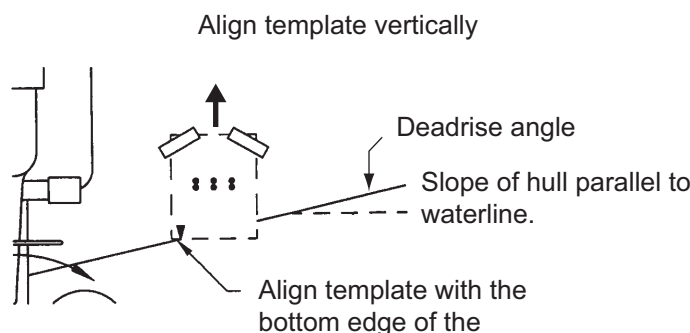 Align template vertically
Deadrise angle
Slope of hull parallel to
waterline.
Align template with the
bottom edge of the